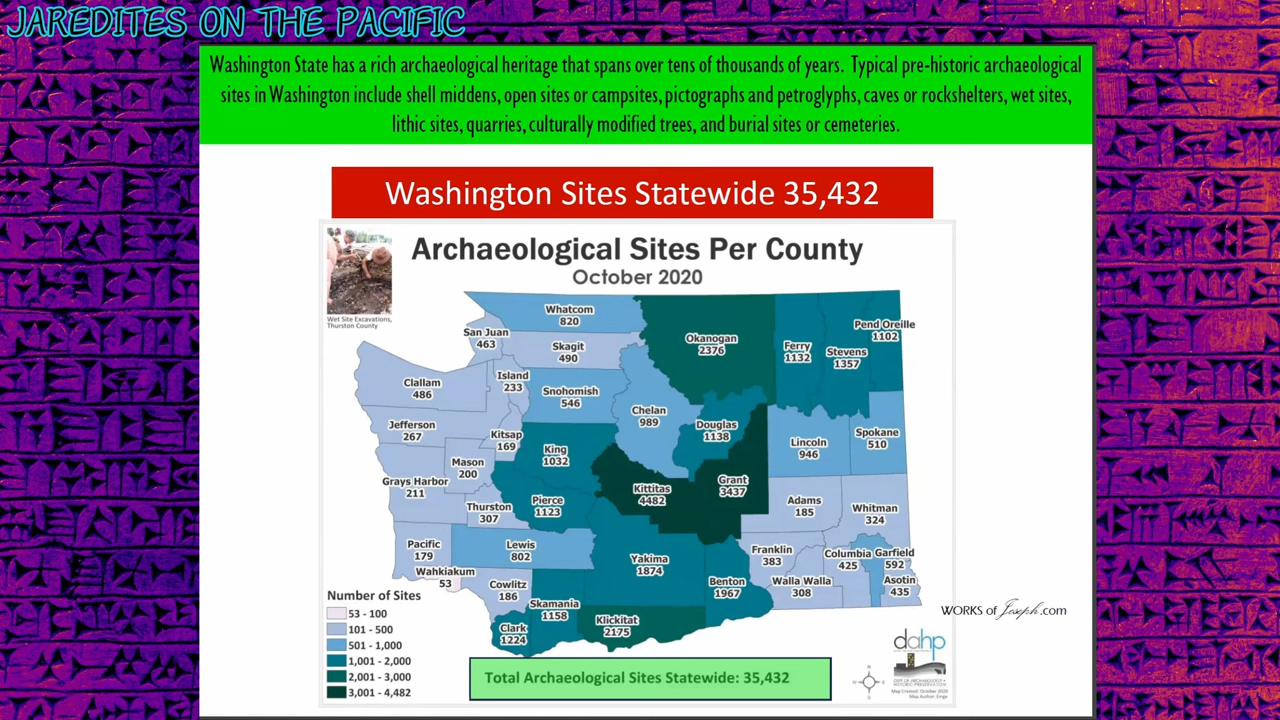 JAREDITES ON THE PACIFIC
Washington State has a rich archaeological heritage that spans over tens of thousands of years. Typical pre-historic archaeological
sites in Washington include shell middens, open sites or campsites, pictographs and petroglyphs, caves or rockshelters, wet sites,
lithic sites, quarries, culturally modified trees, and burial sites or cemeteries.
Washington Sites Statewide 35,432
Archaeological Sites Per County
October 2020
Wet Site Excavations,
Thurston County
Whatcom
820
San Juan
463
Skagit
490
Okanogan
2376
Ferry
1132
Stevens
1357
Pend Oreille
1102
Clallam
486
Island
233
Snohomish
546
Chelan
989
Douglas
1138
Jefferson
267
Kitsap
169
King
1032
Lincoln
946
Spokane
510
Mason
200
Grays Harbor
211
Kittitas
4482
Grant
3437
Thurston
307
Pierce
1123
Adams
185
Whitman
324
Pacific
179
Lewis
802
Yakima
1874
Franklin
383
Columbia
425
Garfield
592
Wahkiakum
53
Cowlitz
186
Benton
1967
Walla Walla
308
Asotin
435
Skamania
1158
Clark
1224
Klickitat
2175
Number of Sites
53 - 100
101 - 500
501 - 1,000
1,001 - 2,000
2,001 - 3,000
3,001 - 4,482
Total Archaeological Sites Statewide: 35,432
WORKS of Joseph.com
dahp
DEPT OF ARCHAEOLOGY +
HISTORIC PRESERVATION
Map Created: October 2020
N
W
E
S